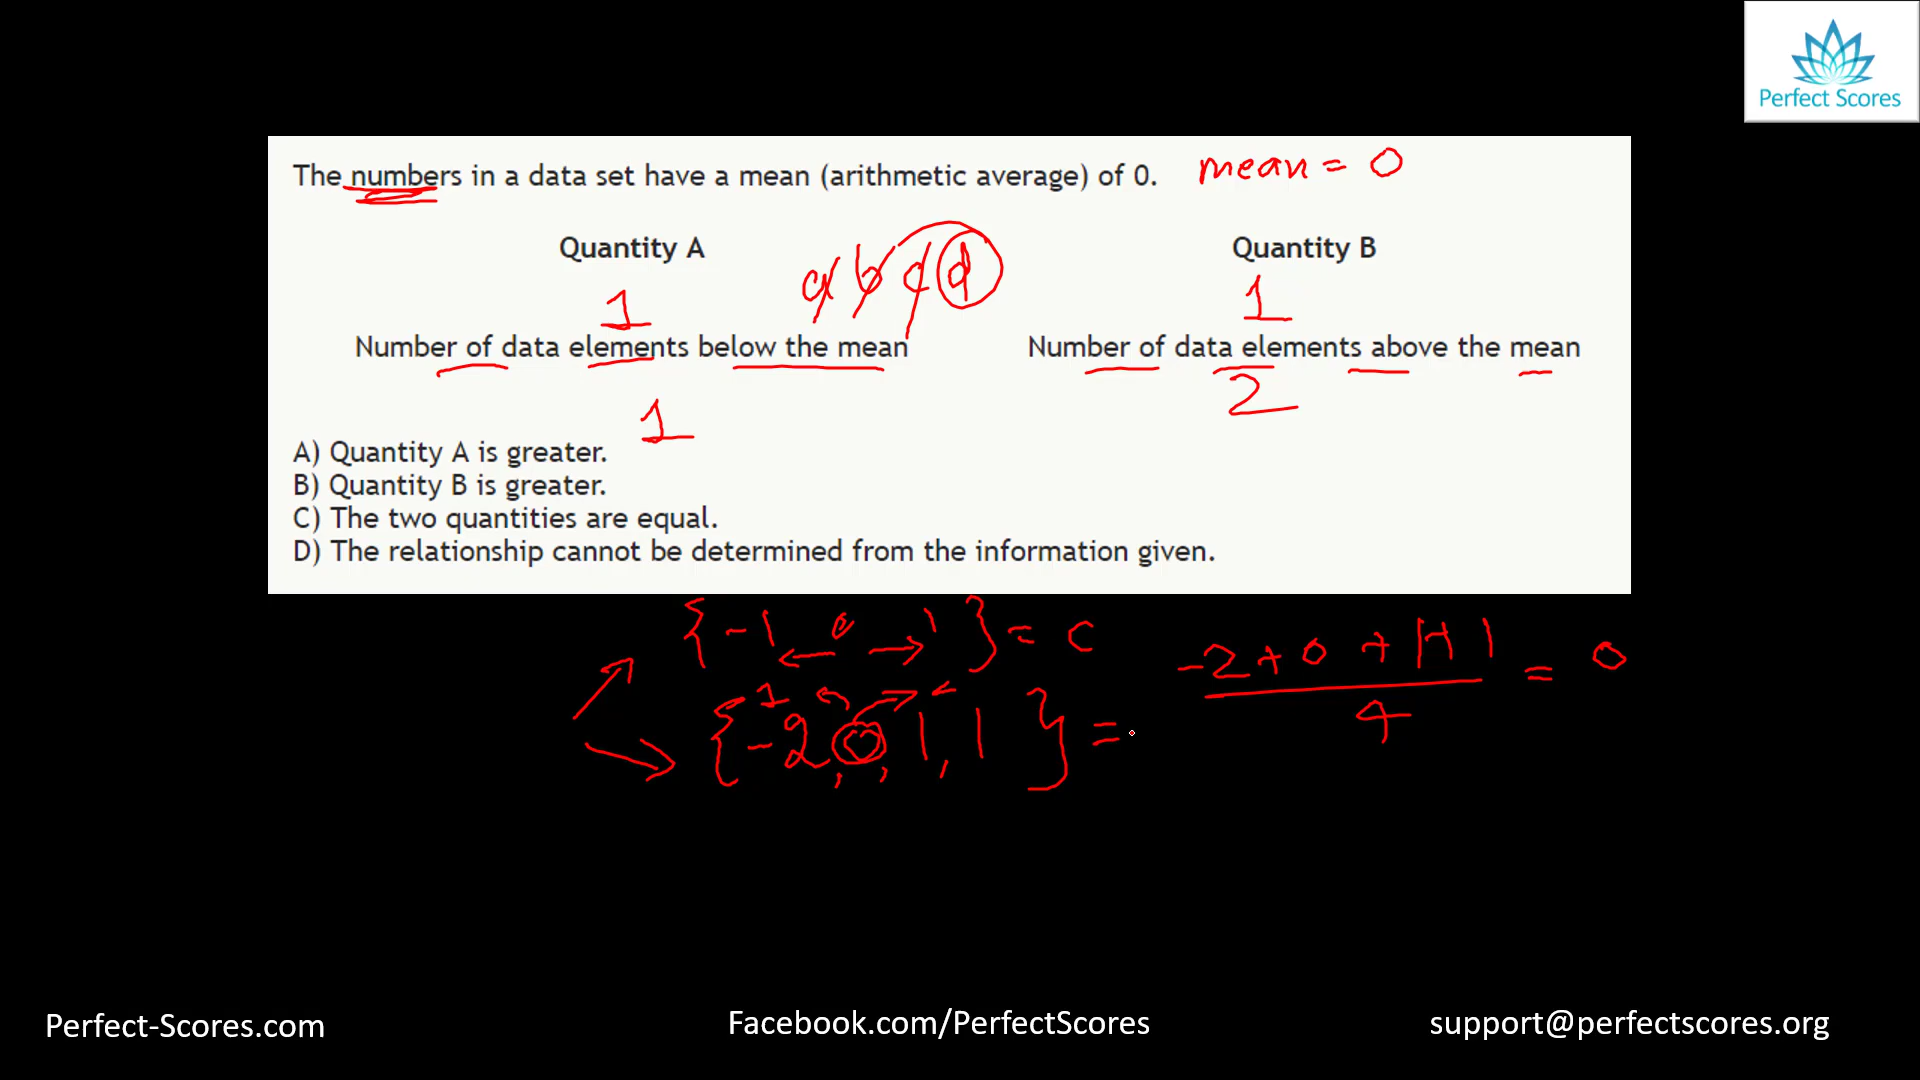 Perfect Scores
The numbers in a data set have a mean (arithmetic average) of 0. mean = 0
Quantity A
a b c d
Quantity B
1
1
Number of data elements below the mean
Number of data elements above the mean
1
2
A) Quantity A is greater.
B) Quantity B is greater.
C) The two quantities are equal.
D) The relationship cannot be determined from the information given.
{-1 0 1} = C
-2 + 0 + 1+1
4
= 0
1 2
{-2, 0, 1, 1} =
Perfect-Scores.com
Facebook.com/PerfectScores
support@perfectscores.org